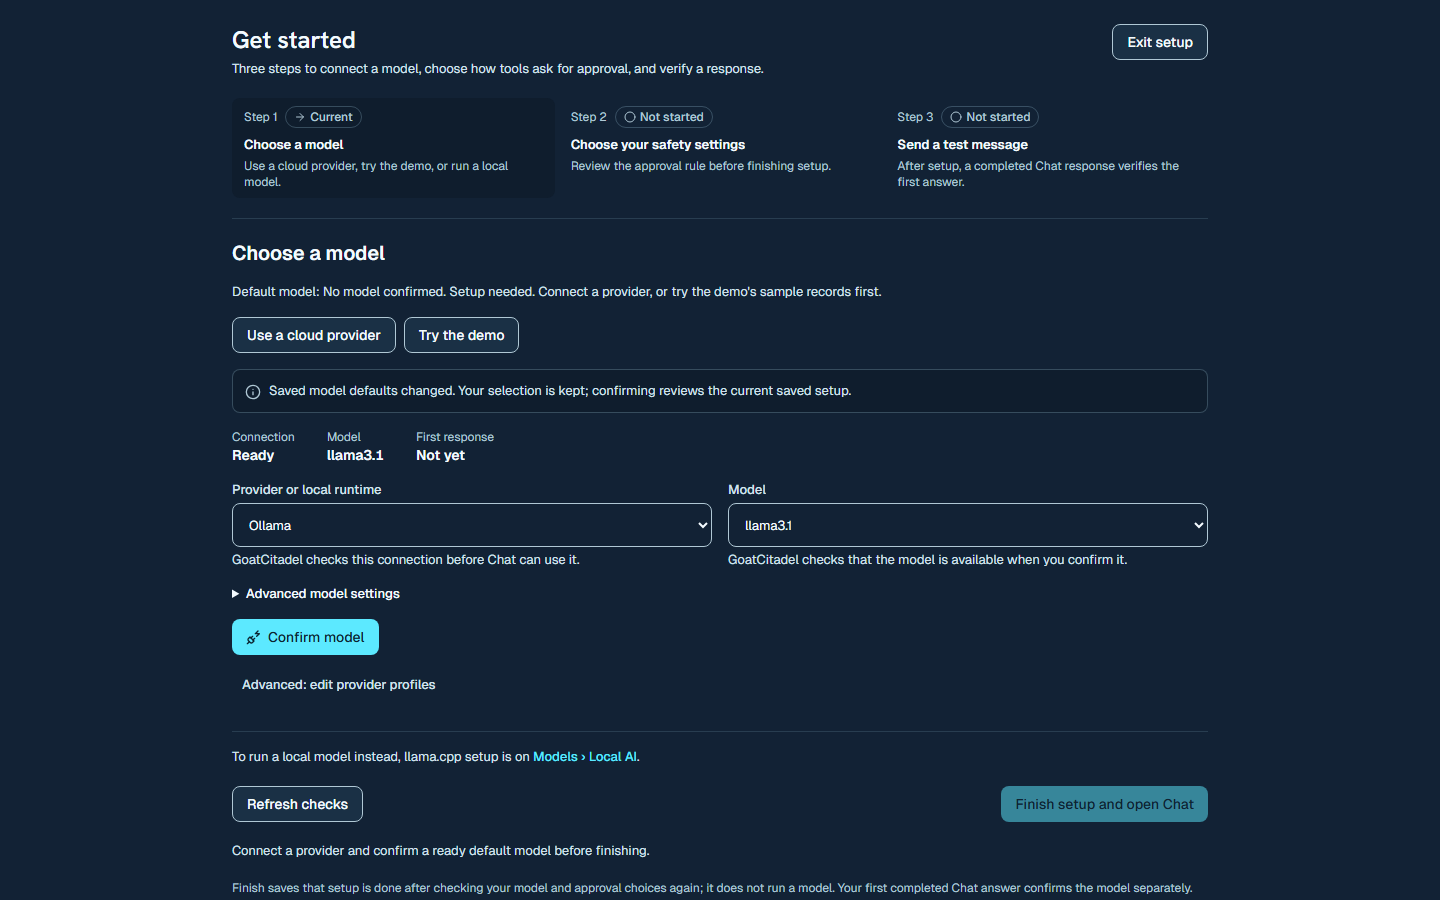 Get started
Exit setup
Three steps to connect a model, choose how tools ask for approval, and verify a response.
Step 1 Current
Choose a model
Use a cloud provider, try the demo, or run a local
model.
Step 2 Not started
Choose your safety settings
Review the approval rule before finishing setup.
Step 3 Not started
Send a test message
After setup, a completed Chat response verifies the
first answer.
Choose a model
Default model: No model confirmed. Setup needed. Connect a provider, or try the demo's sample records first.
Use a cloud provider
Try the demo
Saved model defaults changed. Your selection is kept; confirming reviews the current saved setup.
Connection
Ready
Model
llama3.1
First response
Not yet
Provider or local runtime
Ollama
GoatCitadel checks this connection before Chat can use it.
Model
llama3.1
GoatCitadel checks that the model is available when you confirm it.
Advanced model settings
Confirm model
Advanced: edit provider profiles
To run a local model instead, llama.cpp setup is on Models › Local AI.
Refresh checks
Finish setup and open Chat
Connect a provider and confirm a ready default model before finishing.
Finish saves that setup is done after checking your model and approval choices again; it does not run a model. Your first completed Chat answer confirms the model separately.